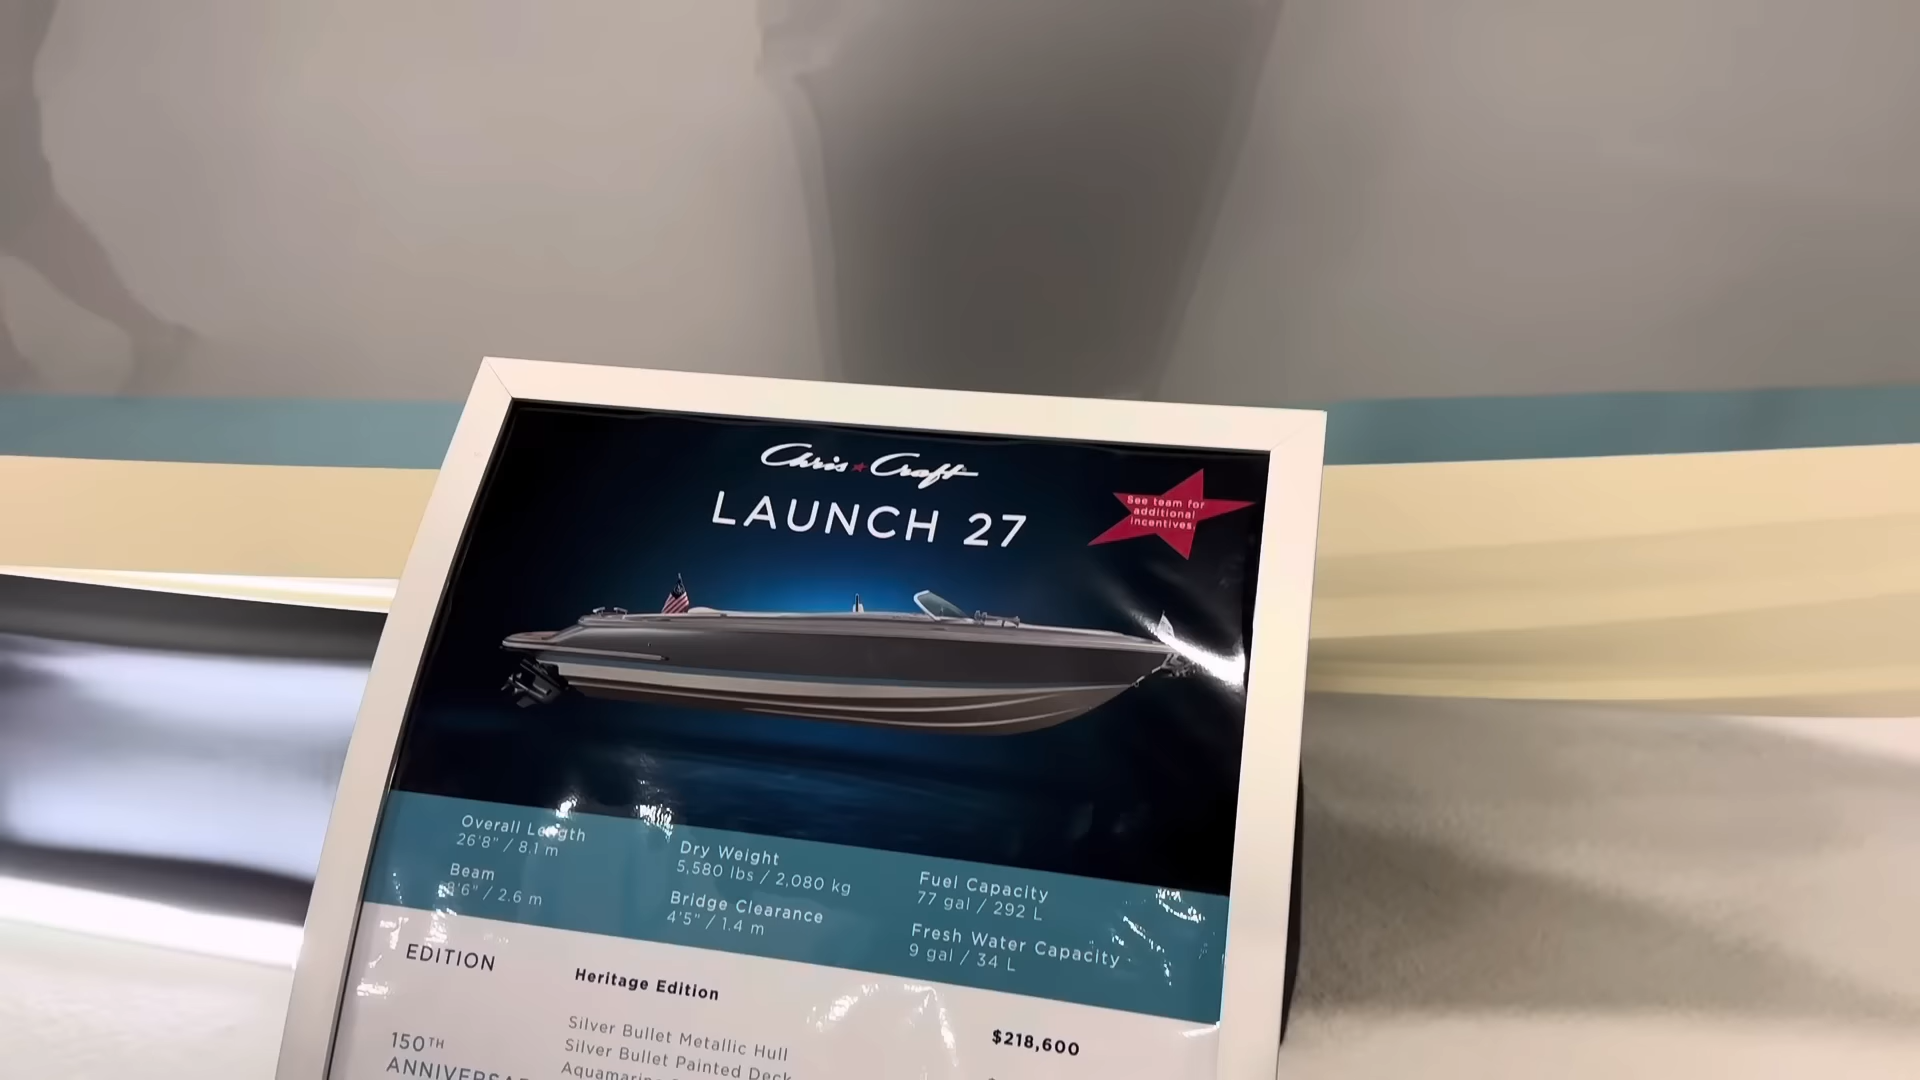 Chris Craft
LAUNCH 27
See team for
additional
incentives.
Overall Length
26'8" / 8.1 m
Beam
8'6" / 2.6 m
Dry Weight
5,580 lbs / 2,080 kg
Bridge Clearance
4'5" / 1.4 m
Fuel Capacity
77 gal / 292 L
Fresh Water Capacity
9 gal / 34 L
EDITION
Heritage Edition
$218,600
150TH
Silver Bullet Metallic Hull
Silver Bullet Painted Deck